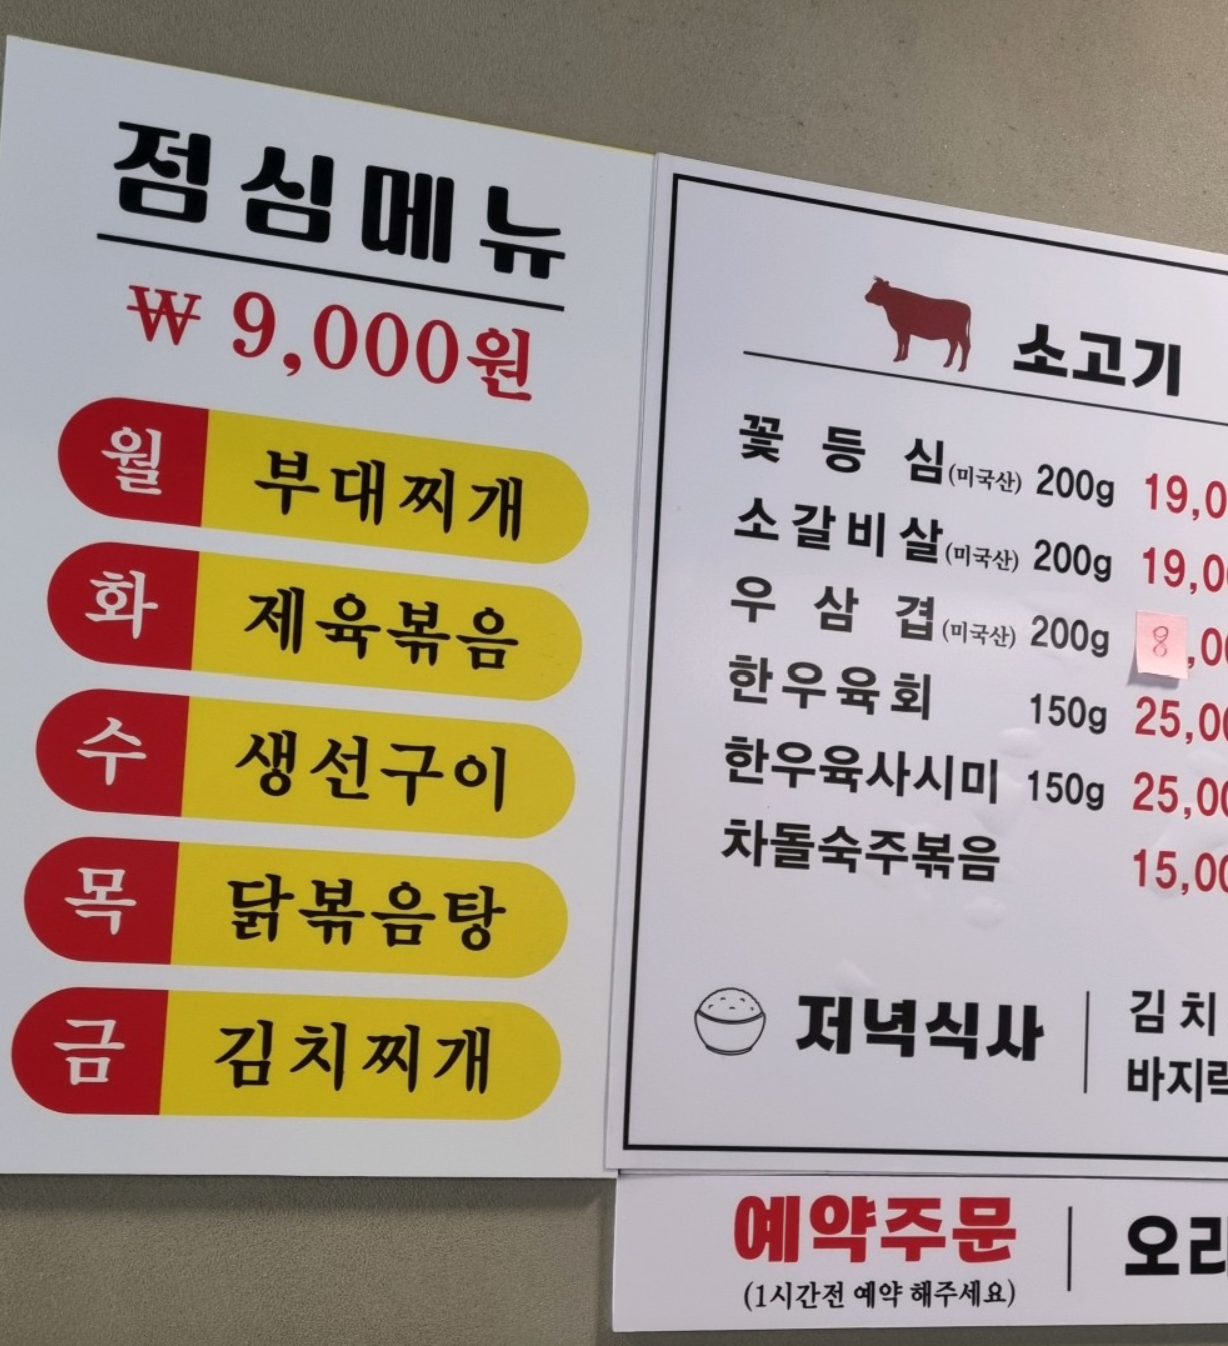 점심메뉴
₩ 9,000원
월 부대찌개
화 제육볶음
수 생선구이
목 닭볶음탕
금 김치찌개
소고기
꽃등심(미국산) 200g 19,0
소갈비살(미국산) 200g 19,00
우삼겹(미국산) 200g 8,00
한우육회 150g 25,00
한우육사시미 150g 25,00
차돌숙주볶음 15,00
저녁식사
김치
바지락
예약주문
(1시간전 예약 해주세요)
오리